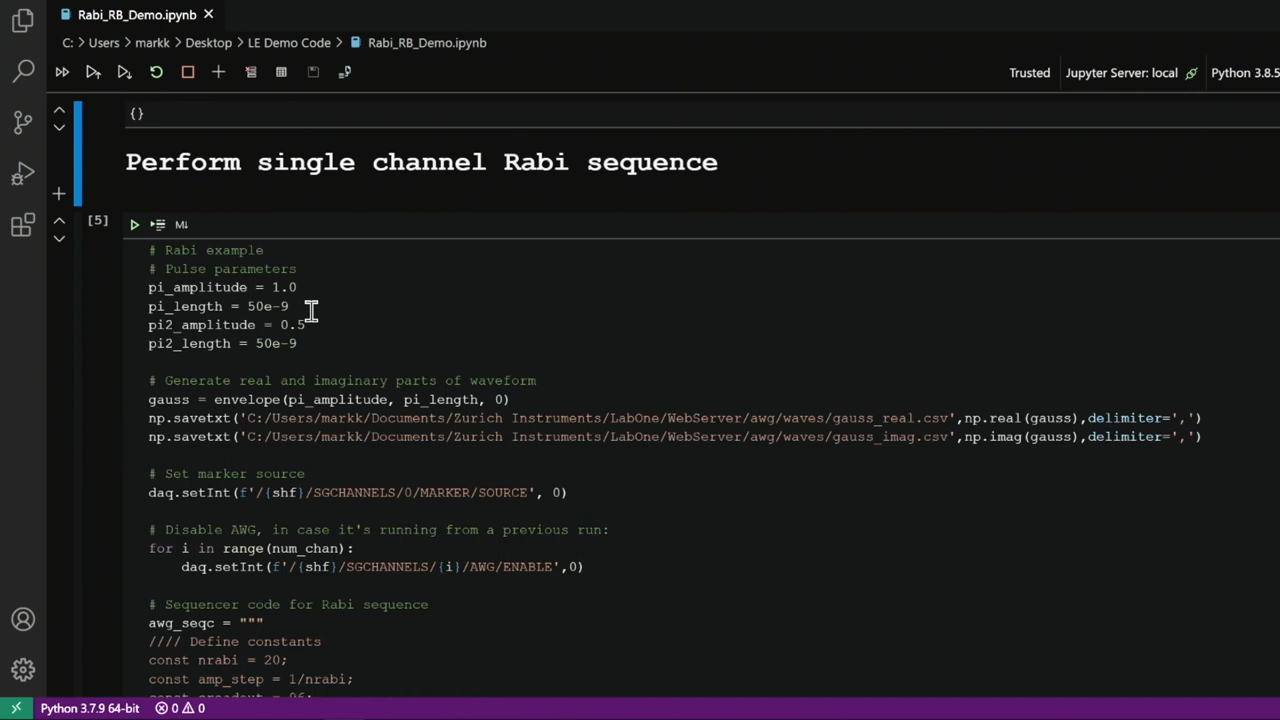 Rabi_RB_Demo.ipynb
C: > Users > markk > Desktop > LE Demo Code > Rabi_RB_Demo.ipynb
Trusted
Jupyter Server: local
Python 3.8.5
{}
Perform single channel Rabi sequence
[5]
M↓
# Rabi example
# Pulse parameters
pi_amplitude = 1.0
pi_length = 50e-9
pi2_amplitude = 0.5
pi2_length = 50e-9
# Generate real and imaginary parts of waveform
gauss = envelope(pi_amplitude, pi_length, 0)
np.savetxt('C:/Users/markk/Documents/Zurich Instruments/LabOne/WebServer/awg/waves/gauss_real.csv',np.real(gauss),delimiter=',')
np.savetxt('C:/Users/markk/Documents/Zurich Instruments/LabOne/WebServer/awg/waves/gauss_imag.csv',np.imag(gauss),delimiter=',')
# Set marker source
daq.setInt(f'/{shf}/SGCHANNELS/0/MARKER/SOURCE', 0)
# Disable AWG, in case it's running from a previous run:
for i in range(num_chan):
daq.setInt(f'/{shf}/SGCHANNELS/{i}/AWG/ENABLE',0)
# Sequencer code for Rabi sequence
awg_seqc = """
//// Define constants
const nrabi = 20;
const amp_step = 1/nrabi;
Python 3.7.9 64-bit
0
0